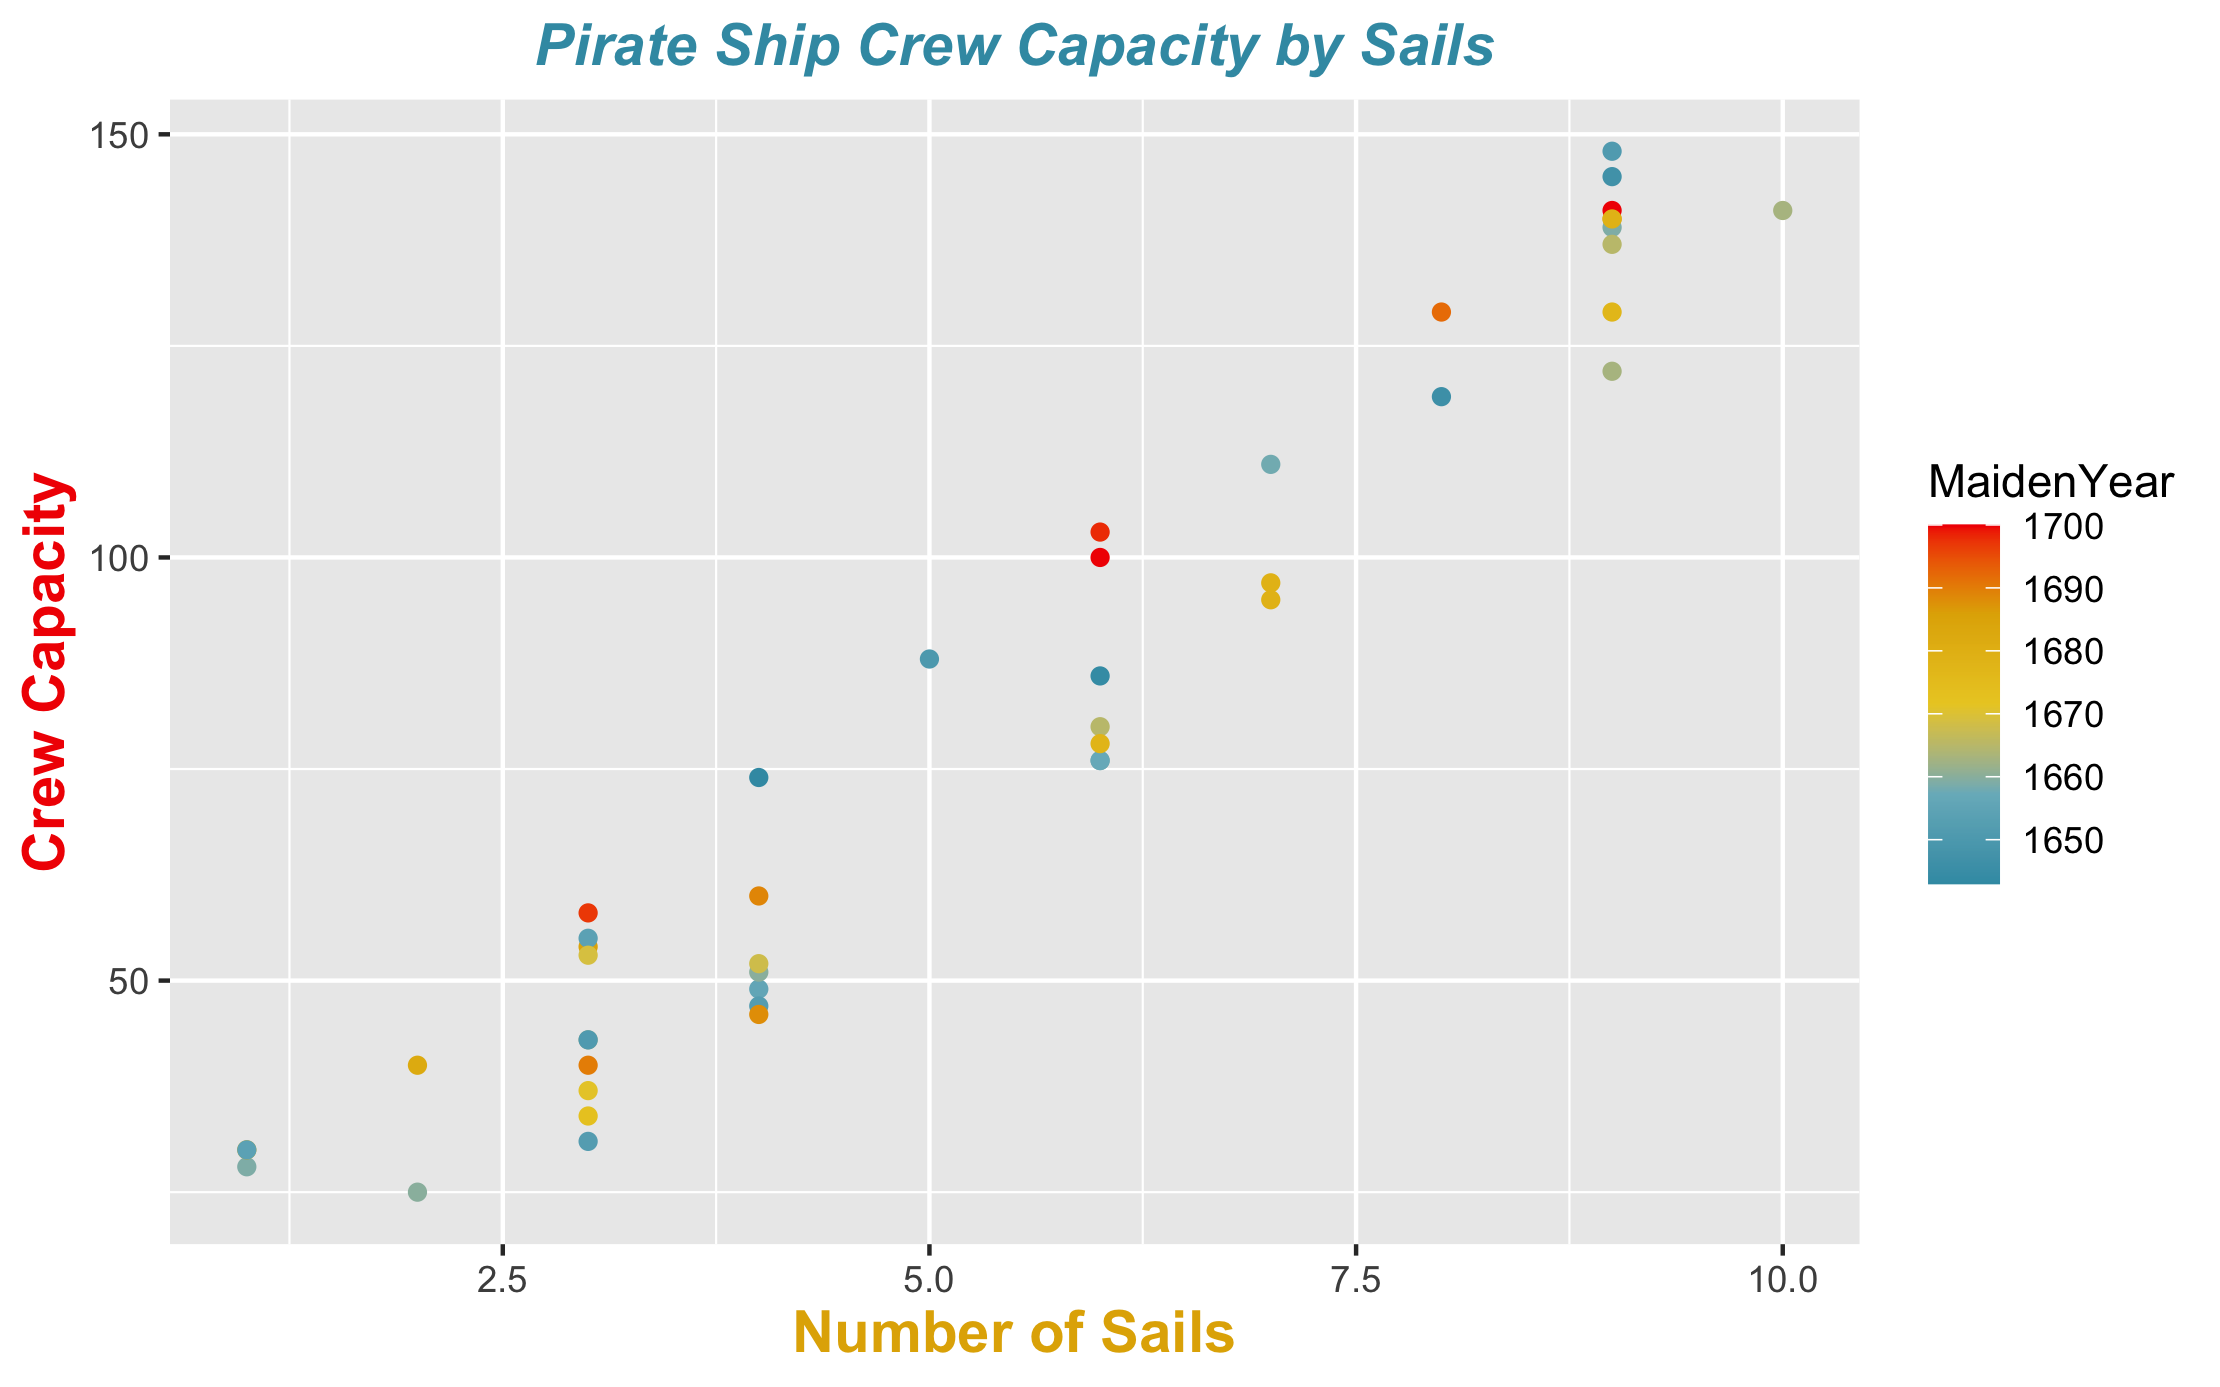 Pirate Ship Crew Capacity by Sails
150
100
50
Crew Capacity
2.5 5.0 7.5 10.0
Number of Sails
MaidenYear
1700
1690
1680
1670
1660
1650